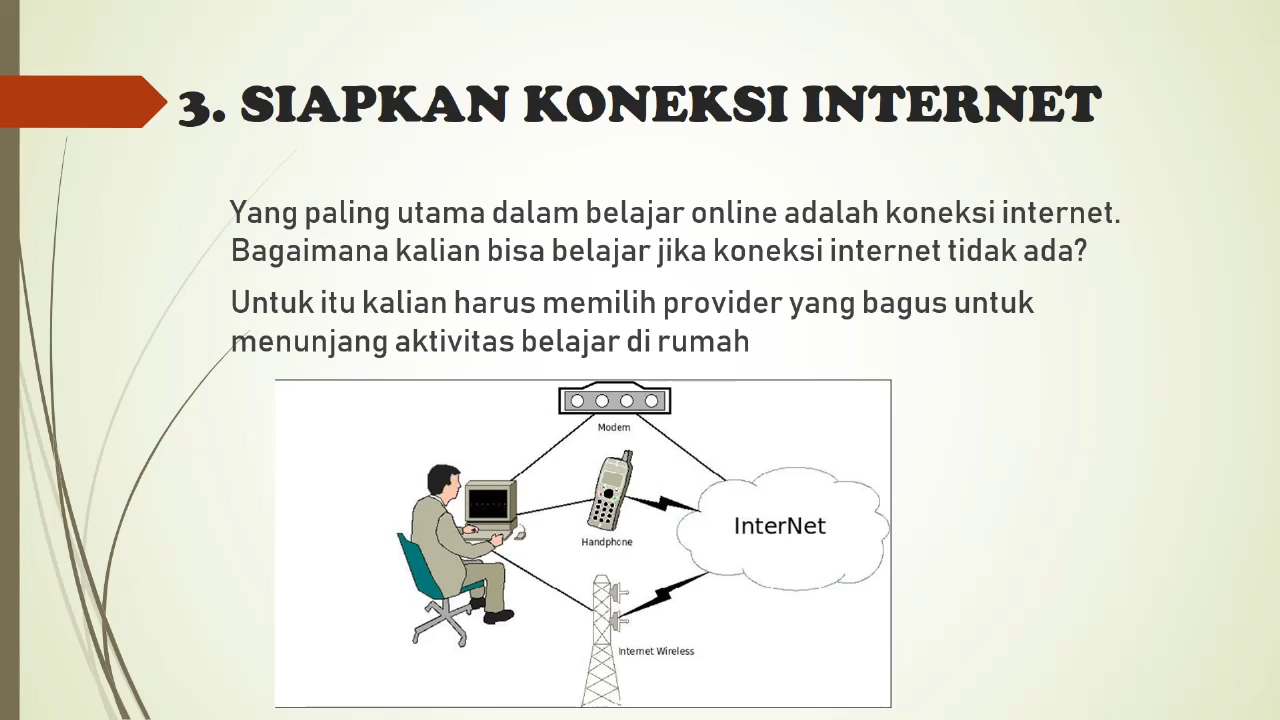 3. SIAPKAN KONEKSI INTERNET
Yang paling utama dalam belajar online adalah koneksi internet.
Bagaimana kalian bisa belajar jika koneksi internet tidak ada?
Untuk itu kalian harus memilih provider yang bagus untuk
menunjang aktivitas belajar di rumah
Modem
Handphone
InterNet
Internet Wireless